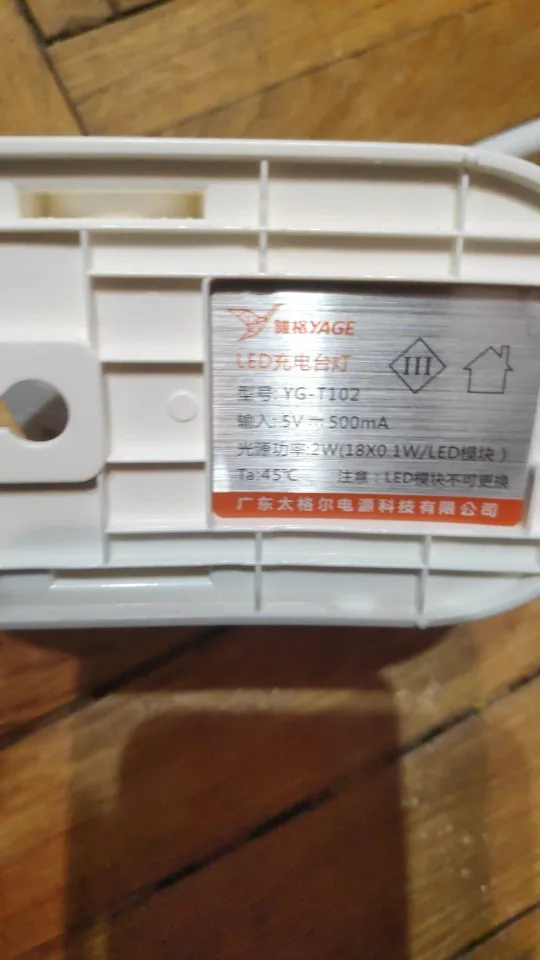 雅格YAGE
LED充电台灯
III
型号: YG-T102
输入: 5V ⎓ 500mA
光源功率:2W(18X0.1W/LED模块)
Ta:45℃ 注意:LED模块不可更换
广东太格尔电源科技有限公司